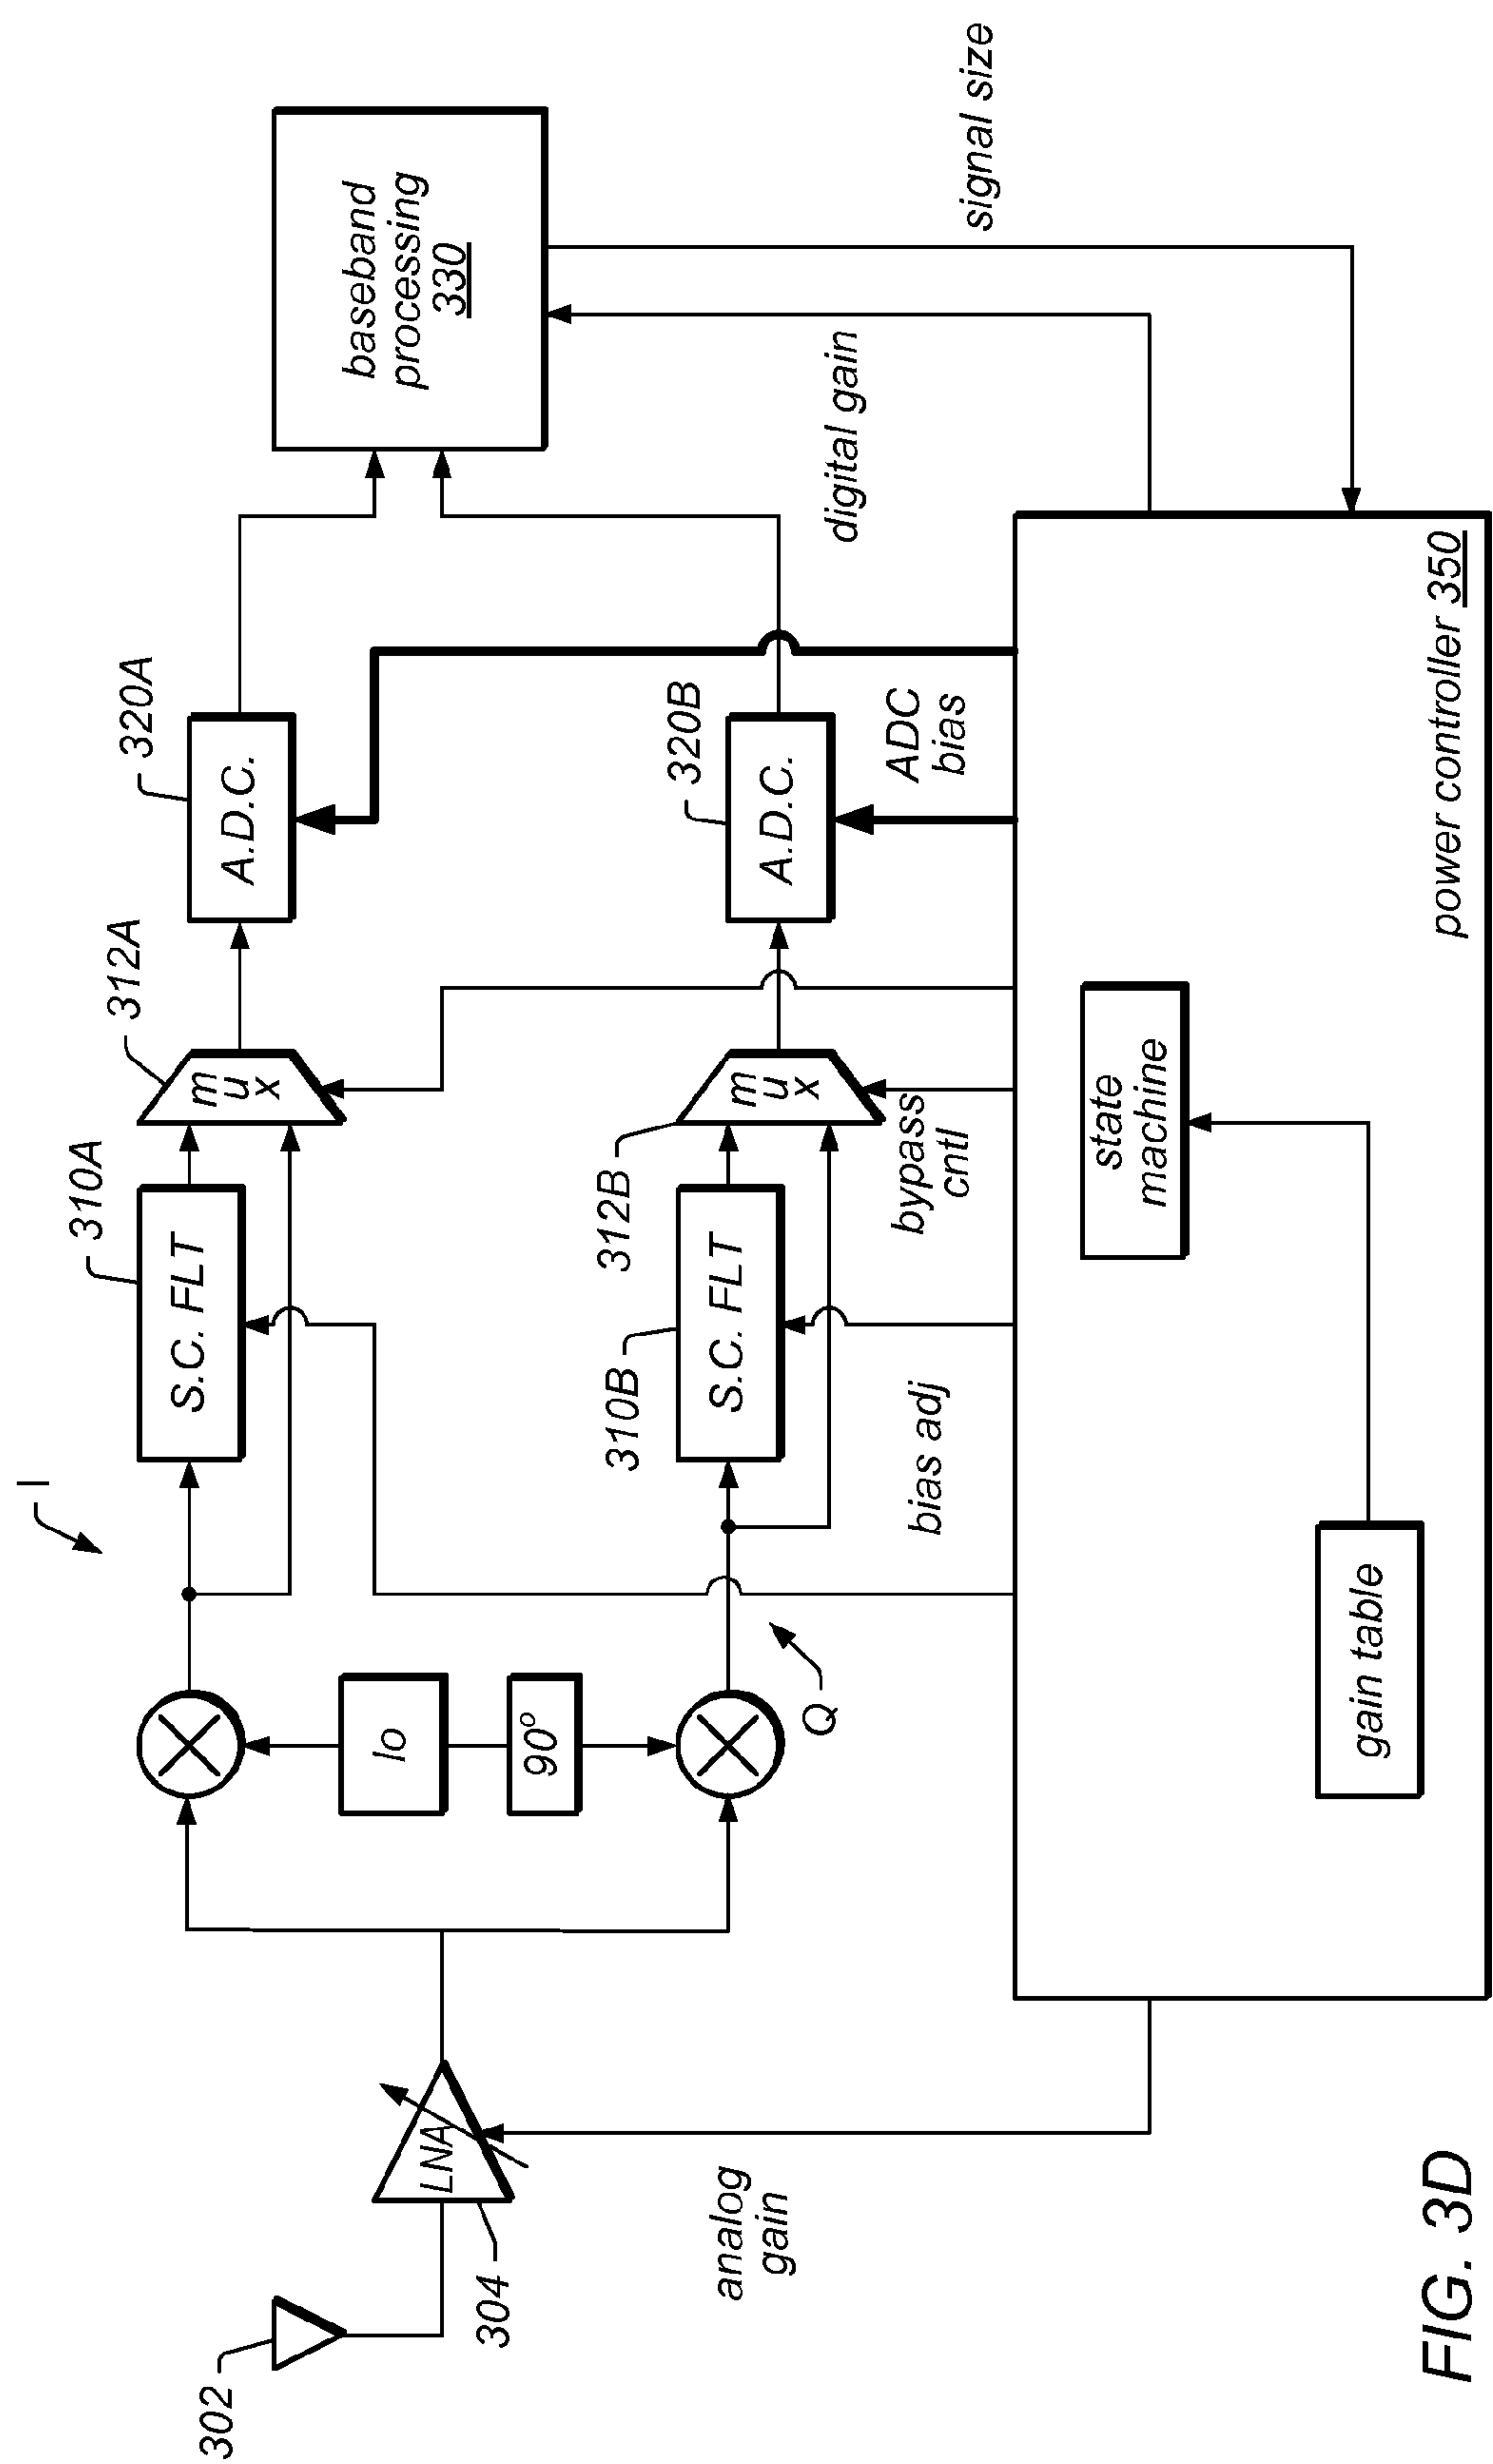 I
310A
312A
320A
S.C. FLT
m
u
x
A.D.C.
baseband
processing
330
lo
90°
Q
302
LNA
304
310B
312B
320B
S.C. FLT
m
u
x
A.D.C.
analog
gain
bias adj
bypass
cntl
ADC
bias
digital gain
signal size
state
machine
gain table
power controller 350
FIG. 3D